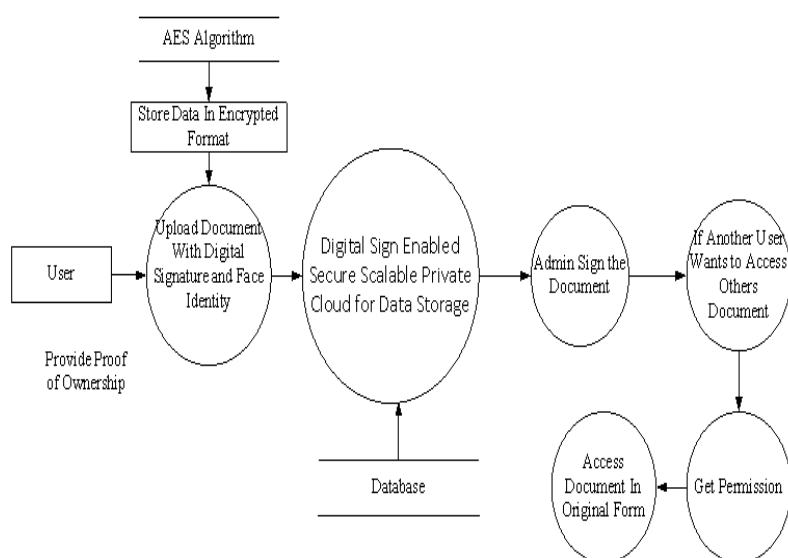 AES Algorithm
Store Data In Encrypted
Format
Upload Document
With Digital
Signature and Face
Identity
User
Provide Proof
of Ownership
Digital Sign Enabled
Secure Scalable Private
Cloud for Data Storage
Database
Admin Sign the
Document
If Another User
Wants to Access
Others
Document
Get Permission
Access
Document In
Original Form